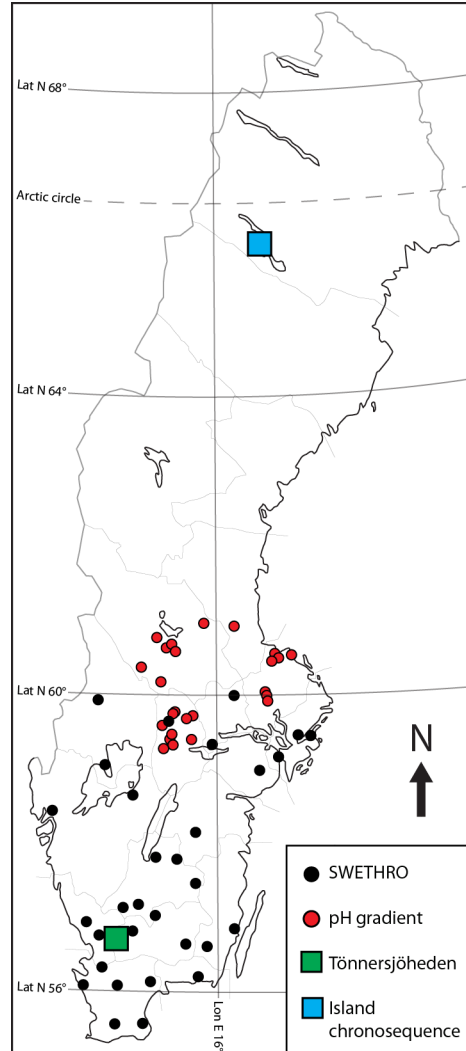 Lat N 68°
Arctic circle
Lat N 64°
Lat N 60°
N
SWETHRO
pH gradient
Tönnersjöheden
Island
chronosequence
Lat N 56°
Lon E 16°